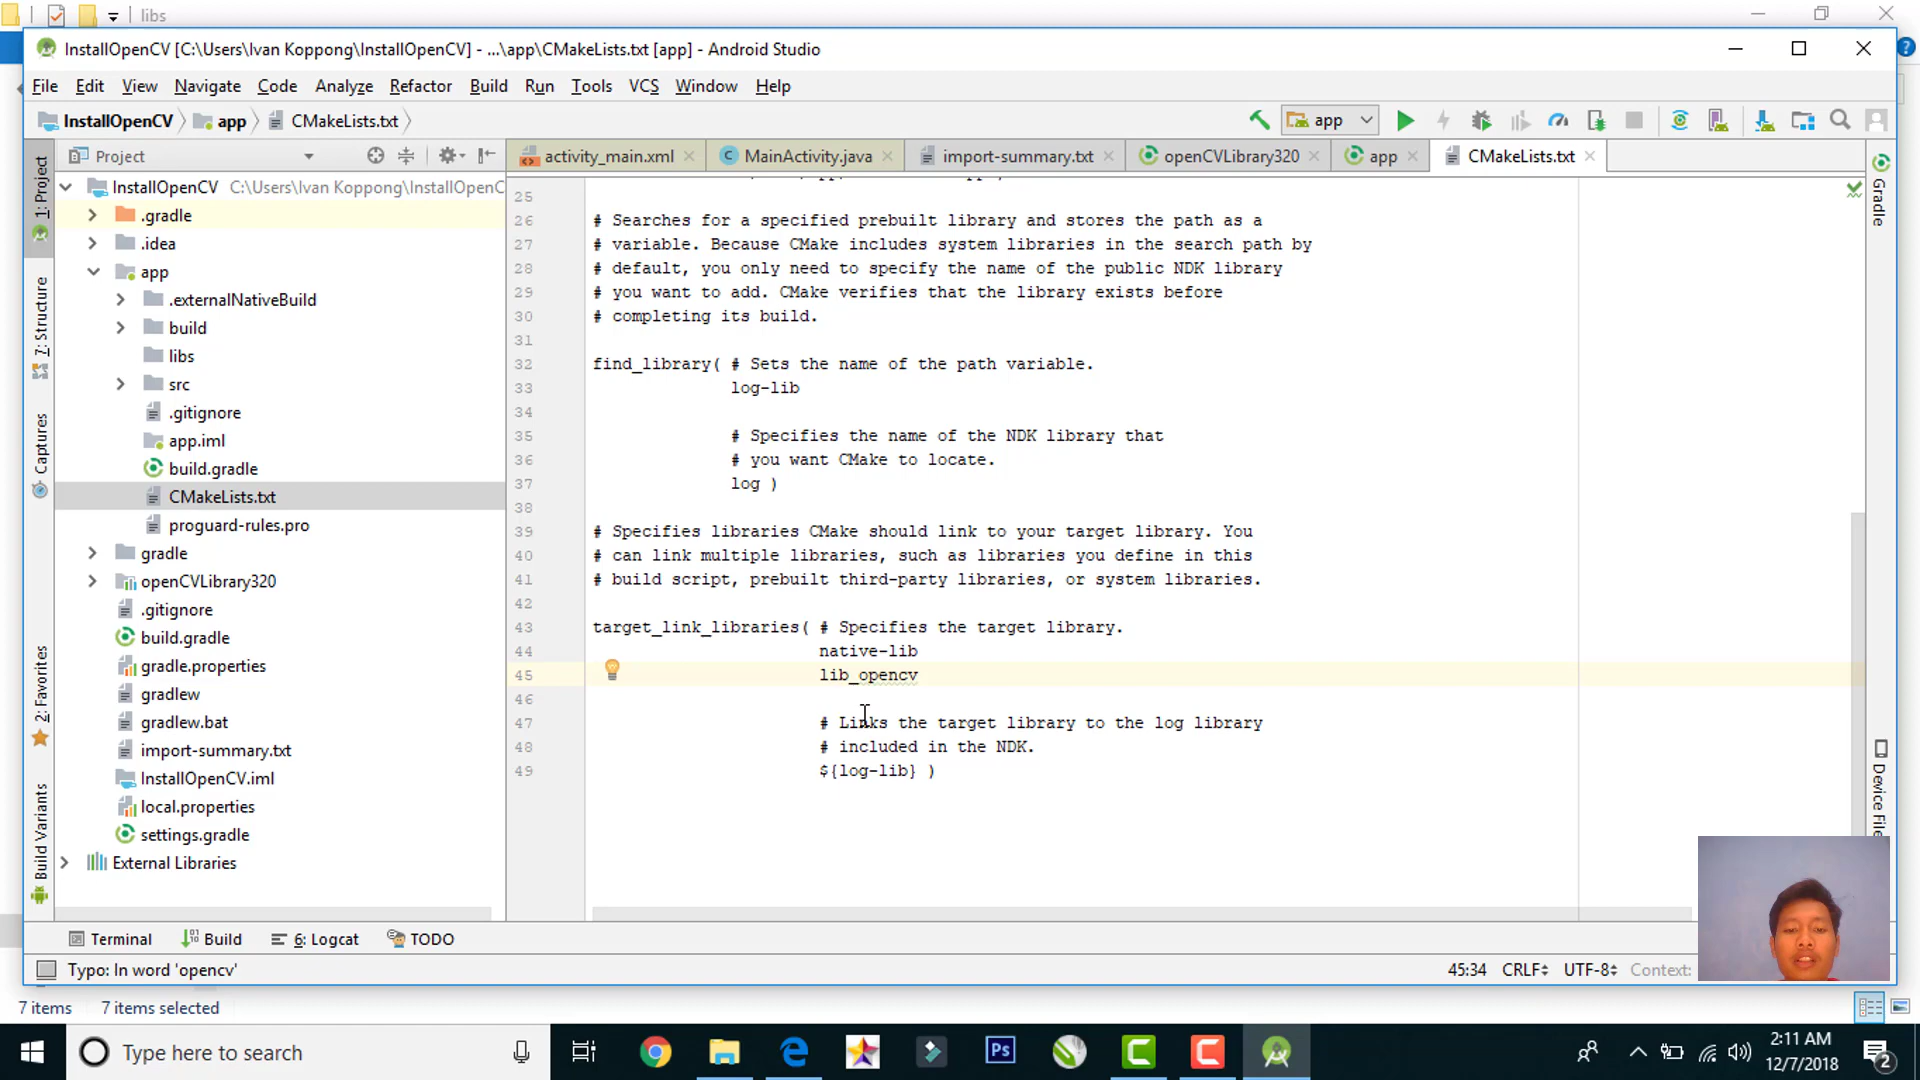 libs
InstallOpenCV [C:\Users\Ivan Koppong\InstallOpenCV] - ...\app\CMakeLists.txt [app] - Android Studio
File Edit View Navigate Code Analyze Refactor Build Run Tools VCS Window Help
InstallOpenCV app CMakeLists.txt app
Project activity_main.xml MainActivity.java import-summary.txt openCVLibrary320 app CMakeLists.txt
InstallOpenCV C:\Users\Ivan Koppong\InstallOpenC
.gradle
.idea
app
.externalNativeBuild
build
libs
src
.gitignore
app.iml
build.gradle
CMakeLists.txt
proguard-rules.pro
gradle
openCVLibrary320
.gitignore
build.gradle
gradle.properties
gradlew
gradlew.bat
import-summary.txt
InstallOpenCV.iml
local.properties
settings.gradle
External Libraries
1: Project
7: Structure
Captures
2: Favorites
Build Variants
25
26 # Searches for a specified prebuilt library and stores the path as a
27 # variable. Because CMake includes system libraries in the search path by
28 # default, you only need to specify the name of the public NDK library
29 # you want to add. CMake verifies that the library exists before
30 # completing its build.
31
32 find_library( # Sets the name of the path variable.
33 log-lib
34
35 # Specifies the name of the NDK library that
36 # you want CMake to locate.
37 log )
38
39 # Specifies libraries CMake should link to your target library. You
40 # can link multiple libraries, such as libraries you define in this
41 # build script, prebuilt third-party libraries, or system libraries.
42
43 target_link_libraries( # Specifies the target library.
44 native-lib
45 lib_opencv
46
47 # Links the target library to the log library
48 # included in the NDK.
49 ${log-lib} )
Gradle
Device File
Terminal Build 6: Logcat TODO
Typo: In word 'opencv' 45:34 CRLF UTF-8 Context:
7 items 7 items selected
Type here to search
Ps
2:11 AM
12/7/2018
2